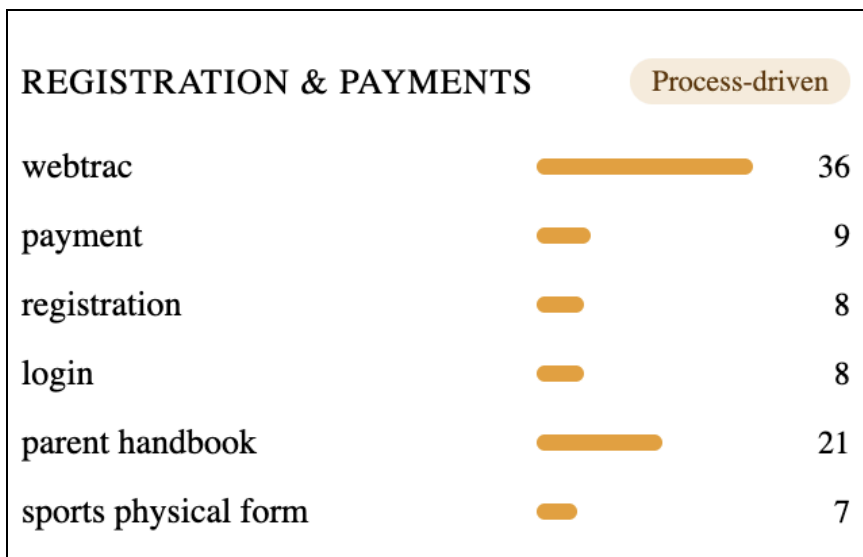 REGISTRATION & PAYMENTS Process-driven
webtrac 36
payment 9
registration 8
login 8
parent handbook 21
sports physical form 7